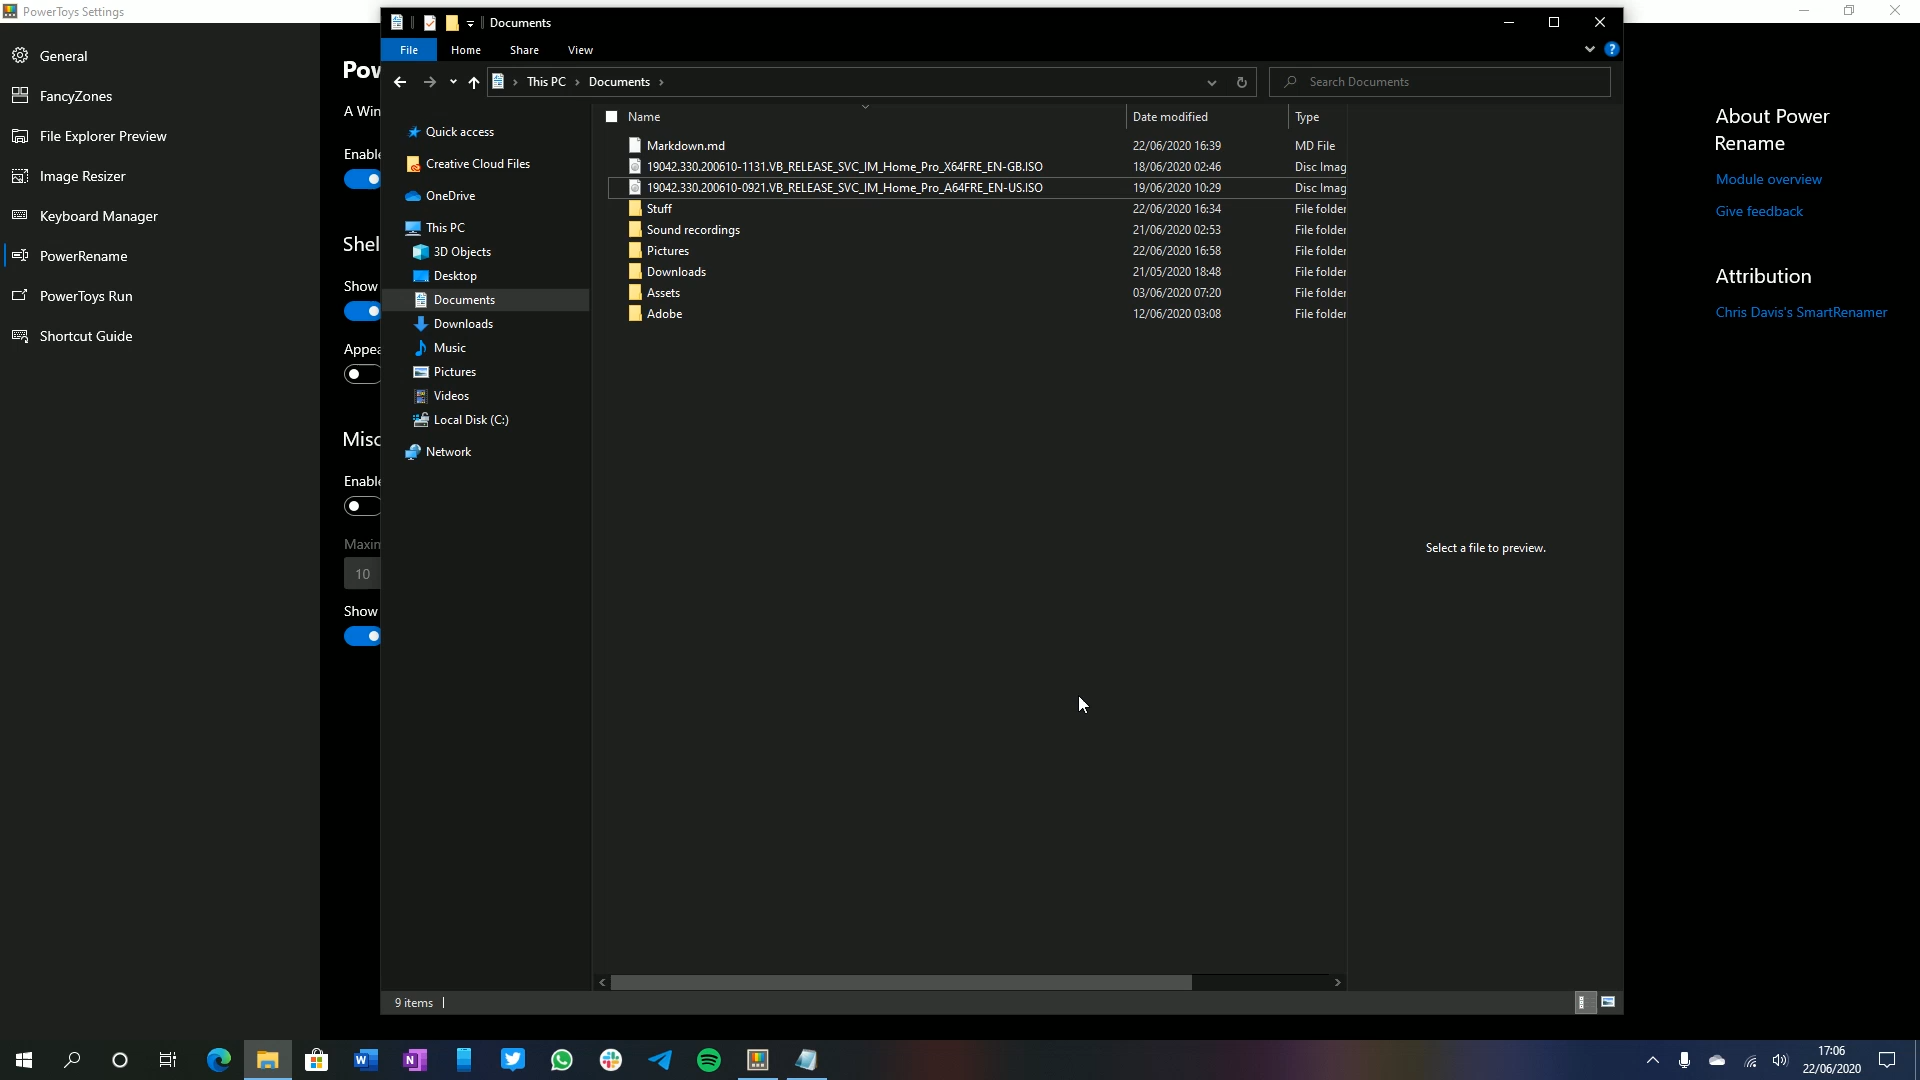 PowerToys Settings
General
FancyZones
File Explorer Preview
Image Resizer
Keyboard Manager
PowerRename
PowerToys Run
Shortcut Guide
Pow
A Win
Enable
Shel
Show
Appea
Misc
Enable
Maxim
10
Show
Documents
File Home Share View
This PC Documents
Search Documents
Quick access
Creative Cloud Files
OneDrive
This PC
3D Objects
Desktop
Documents
Downloads
Music
Pictures
Videos
Local Disk (C:)
Network
Name Date modified Type
Markdown.md 22/06/2020 16:39 MD File
19042.330.200610-1131.VB_RELEASE_SVC_IM_Home_Pro_X64FRE_EN-GB.ISO 18/06/2020 02:46 Disc Imag
19042.330.200610-0921.VB_RELEASE_SVC_IM_Home_Pro_A64FRE_EN-US.ISO 19/06/2020 10:29 Disc Imag
Stuff 22/06/2020 16:34 File folder
Sound recordings 21/06/2020 02:53 File folder
Pictures 22/06/2020 16:58 File folder
Downloads 21/05/2020 18:48 File folder
Assets 03/06/2020 07:20 File folder
Adobe 12/06/2020 03:08 File folder
Select a file to preview.
9 items
About Power
Rename
Module overview
Give feedback
Attribution
Chris Davis's SmartRenamer
17:06
22/06/2020